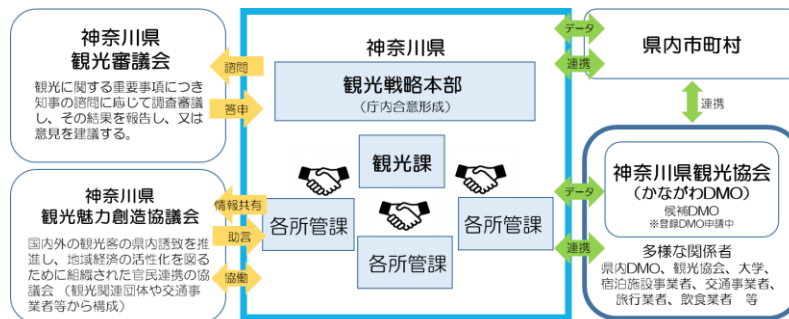 神奈川県
観光審議会
観光に関する重要事項につき
知事の諮問に応じて調査審議
し、その結果を報告し、又は
意見を建議する。
諮問
答申
神奈川県
観光魅力創造協議会
国内外の観光客の県内誘致を推
進し、地域経済の活性化を図る
ために組織された官民連携の協
議会（観光関連団体や交通事
業者等から構成）
情報共有
助言
協働
神奈川県
観光戦略本部
（庁内合意形成）
観光課
各所管課
各所管課
各所管課
データ
連携
県内市町村
連携
データ
連携
神奈川県観光協会
（かながわDMO）
候補DMO
※登録DMO申請中
多様な関係者
県内DMO、観光協会、大学、
宿泊施設事業者、交通事業者、
旅行業者、飲食業者　等